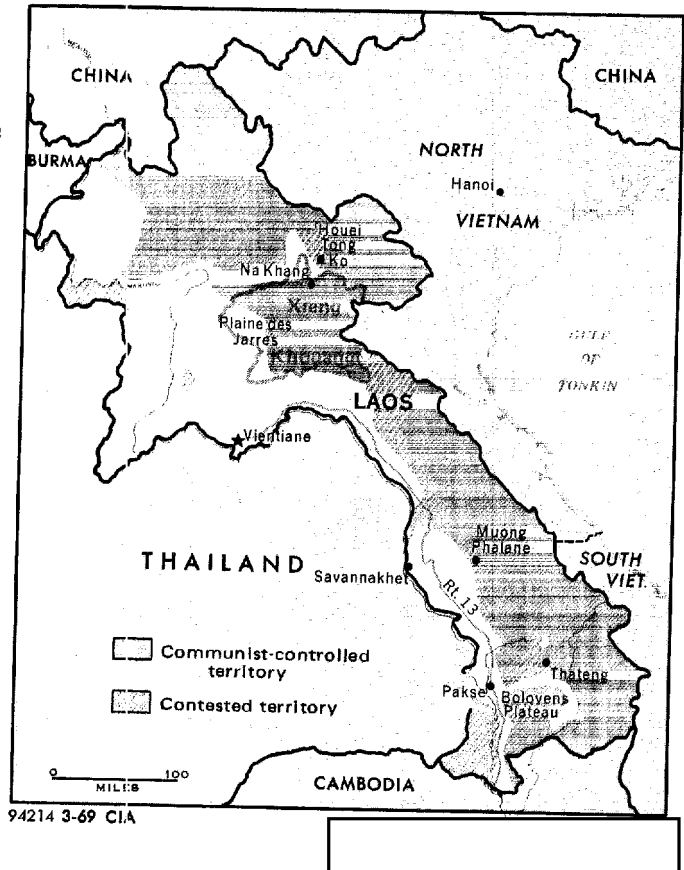 CHINA
CHINA
BURMA
NORTH
Hanoi
VIETNAM
Houei
Tong
Ko
Na Khang
Xieng
Plaine des
Jarres
Khouang
GULF
OF
TONKIN
LAOS
Vientiane
Muong
Phalane
THAILAND
SOUTH
VIET.
Savannakhet
Rt. 13
Communist-controlled
territory
Thateng
Pakse
Bolovens
Plateau
Contested territory
0 100
MILES
CAMBODIA
94214 3-69 CIA